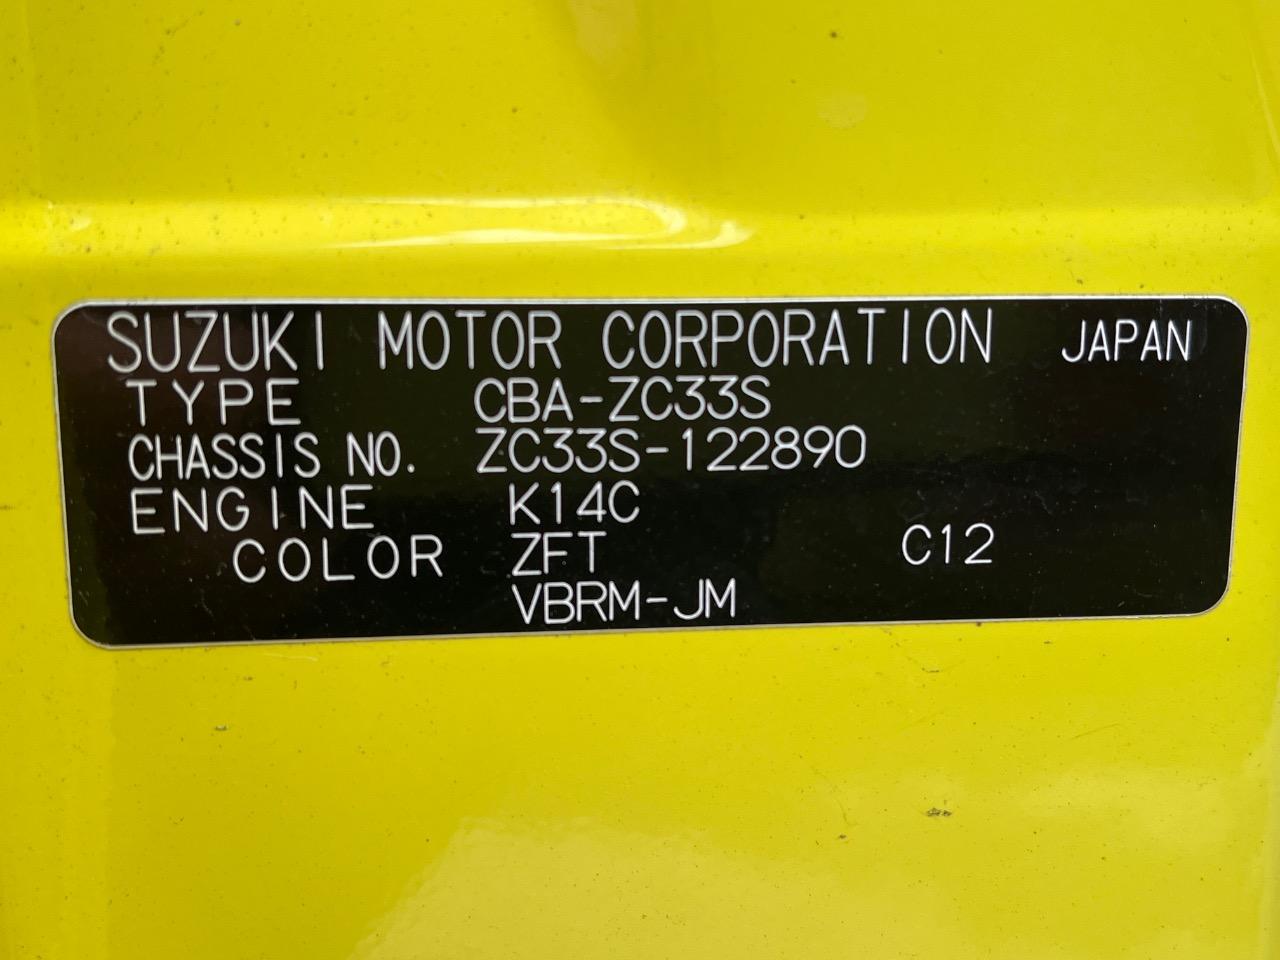 SUZUKI MOTOR CORPORATION JAPAN
TYPE CBA-ZC33S
CHASSIS NO. ZC33S-122890
ENGINE K14C
COLOR ZFT C12
VBRM-JM